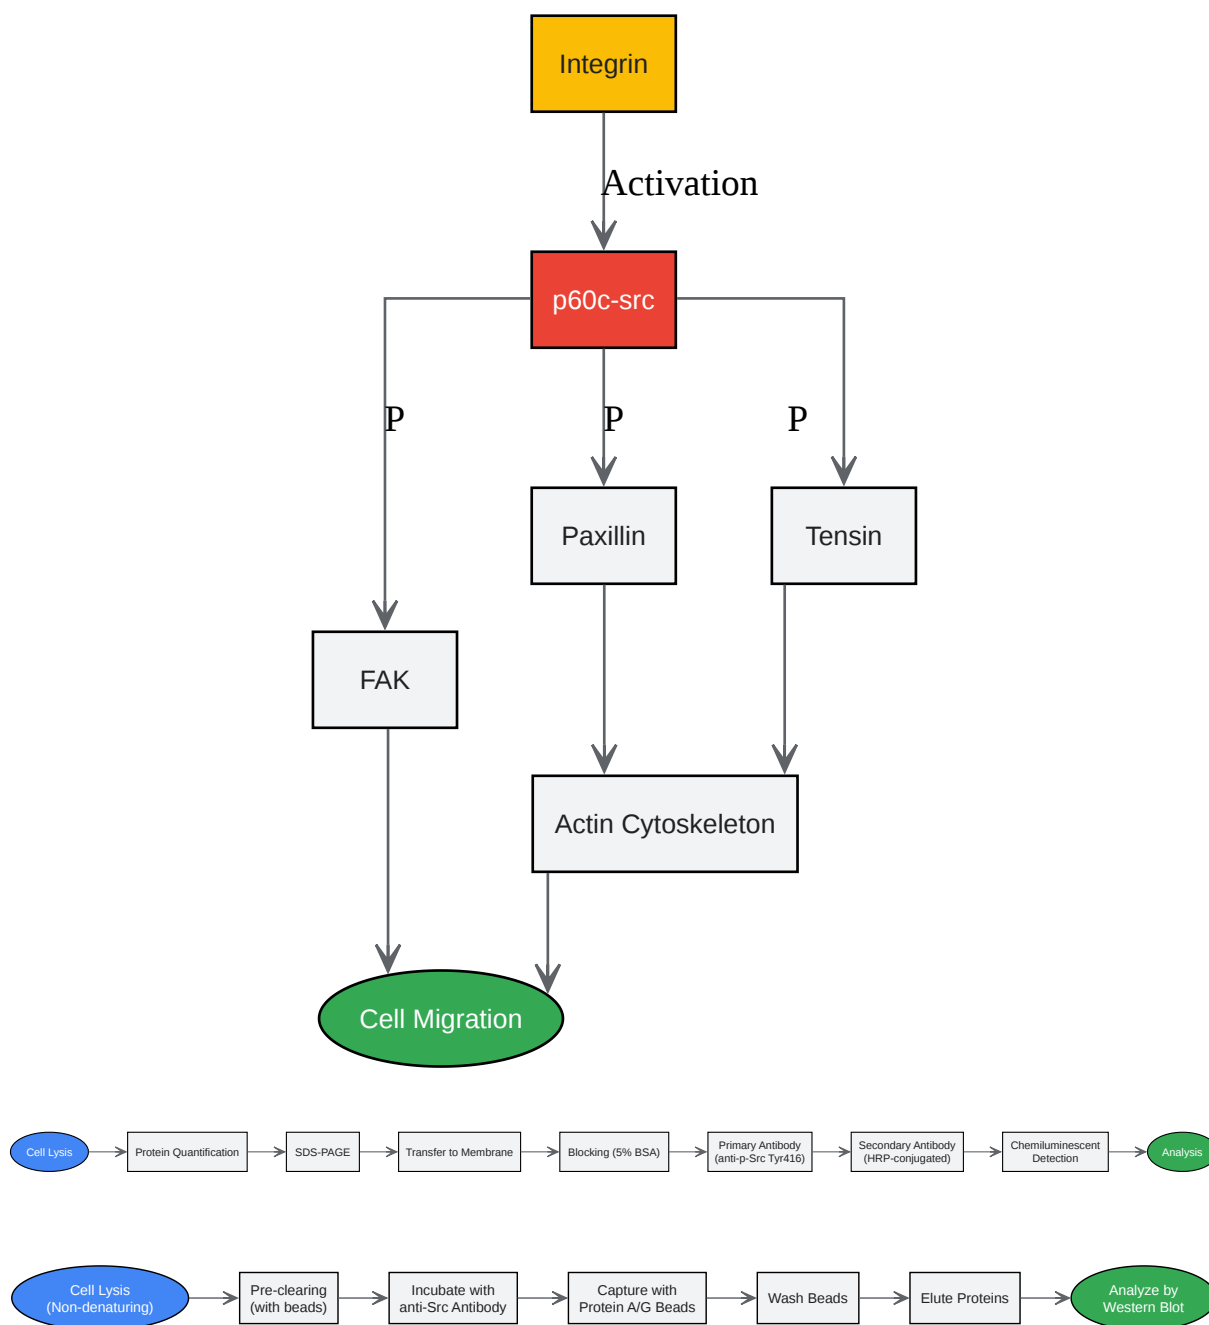 Integrin
Activation
p60c-src
P
P
P
Paxillin
Tensin
FAK
Actin Cytoskeleton
Cell Migration
Cell Lysis
Protein Quantification
SDS-PAGE
Transfer to Membrane
Blocking (5% BSA)
Primary Antibody
(anti-p-Src Tyr416)
Secondary Antibody
(HRP-conjugated)
Chemiluminescent
Detection
Analysis
Cell Lysis
(Non-denaturing)
Pre-clearing
(with beads)
Incubate with
anti-Src Antibody
Capture with
Protein A/G Beads
Wash Beads
Elute Proteins
Analyze by
Western Blot